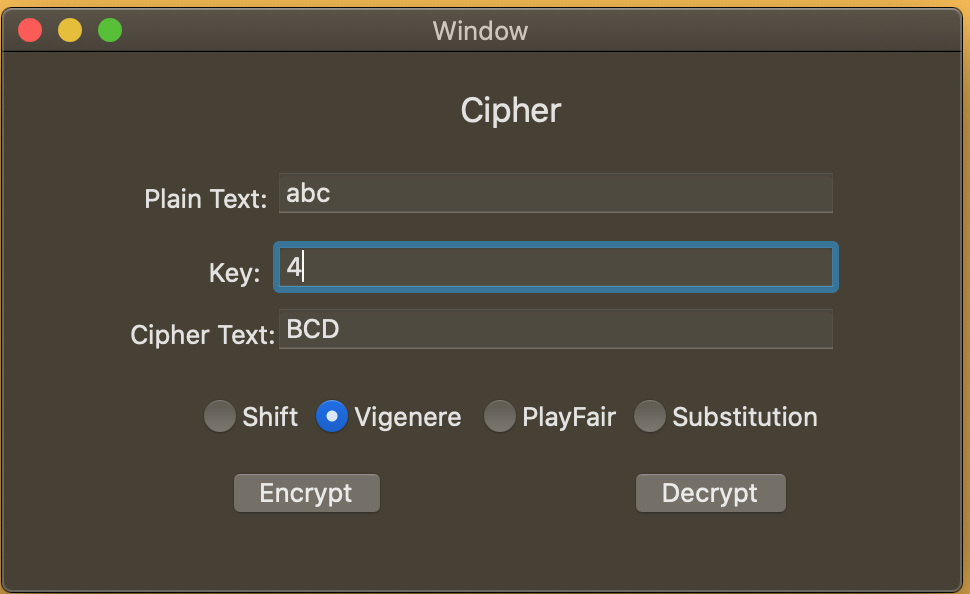 Window
Cipher
Plain Text: abc
Key: 4
Cipher Text: BCD
Shift Vigenere PlayFair Substitution
Encrypt Decrypt